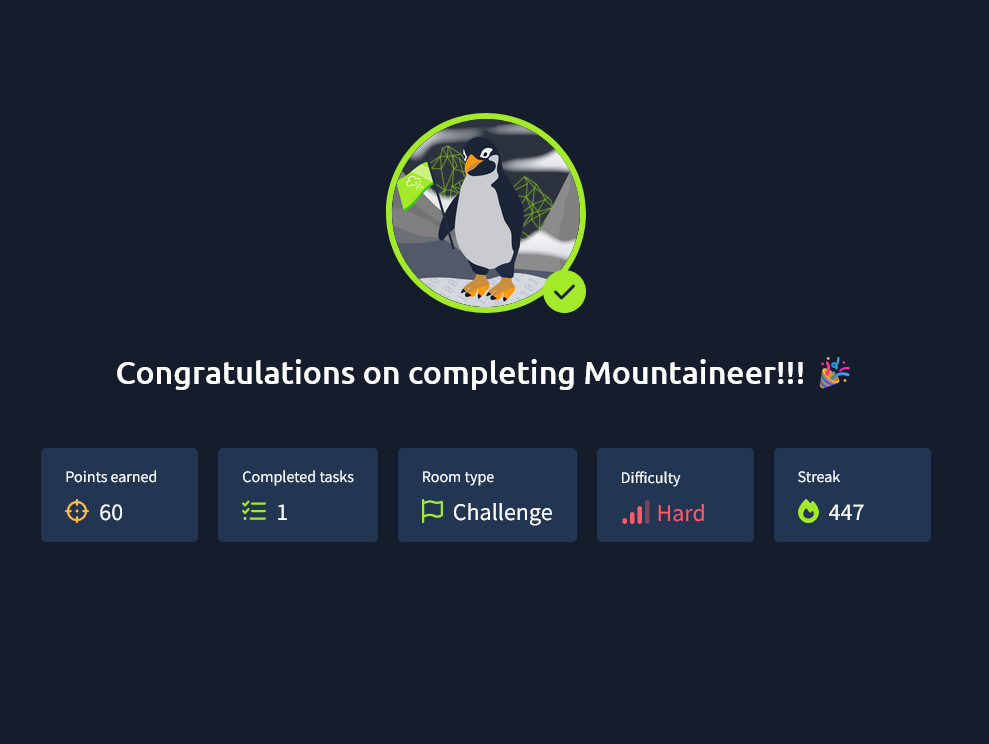 Congratulations on completing Mountaineer!!! 🎉
Points earned
60
Completed tasks
1
Room type
Challenge
Difficulty
Hard
Streak
447